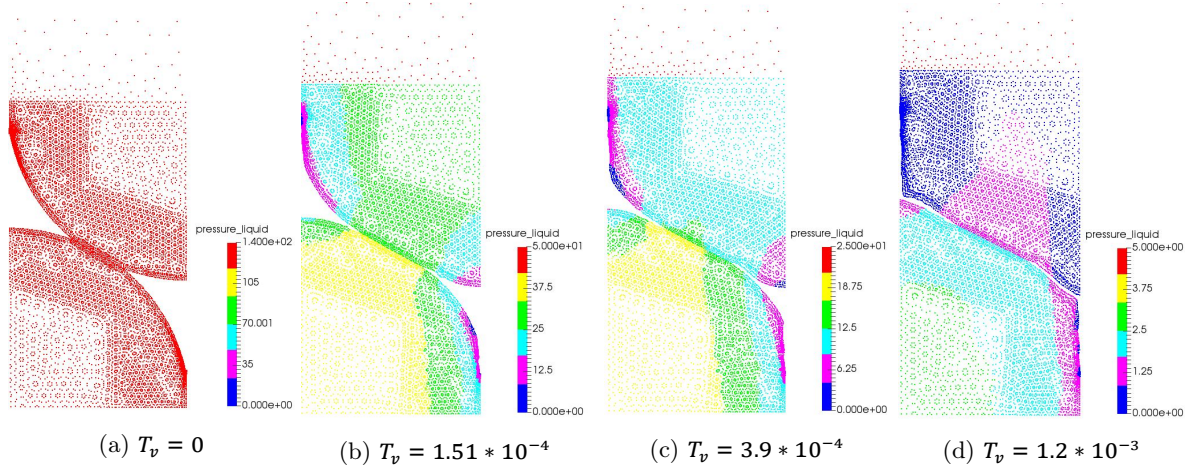 pressure_liquid
1.400e+02
105
70.001
35
0.000e+00
pressure_liquid
5.000e+01
37.5
25
12.5
0.000e+00
pressure_liquid
2.500e+01
18.75
12.5
6.25
0.000e+00
pressure_liquid
5.000e+00
3.75
2.5
1.25
0.000e+00
(a) T_v = 0
(b) T_v = 1.51 * 10^{-4}
(c) T_v = 3.9 * 10^{-4}
(d) T_v = 1.2 * 10^{-3}